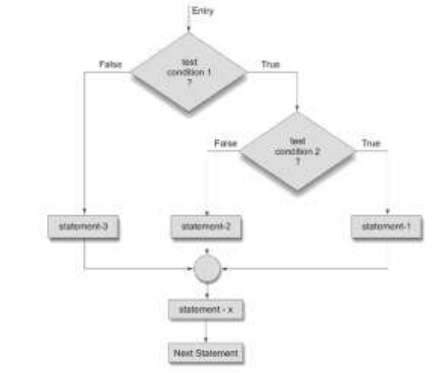 Entry
False
test
condition 1
?
True
False
test
condition 2
?
True
statement-3
statement-2
statement-1
statement - x
Next Statement